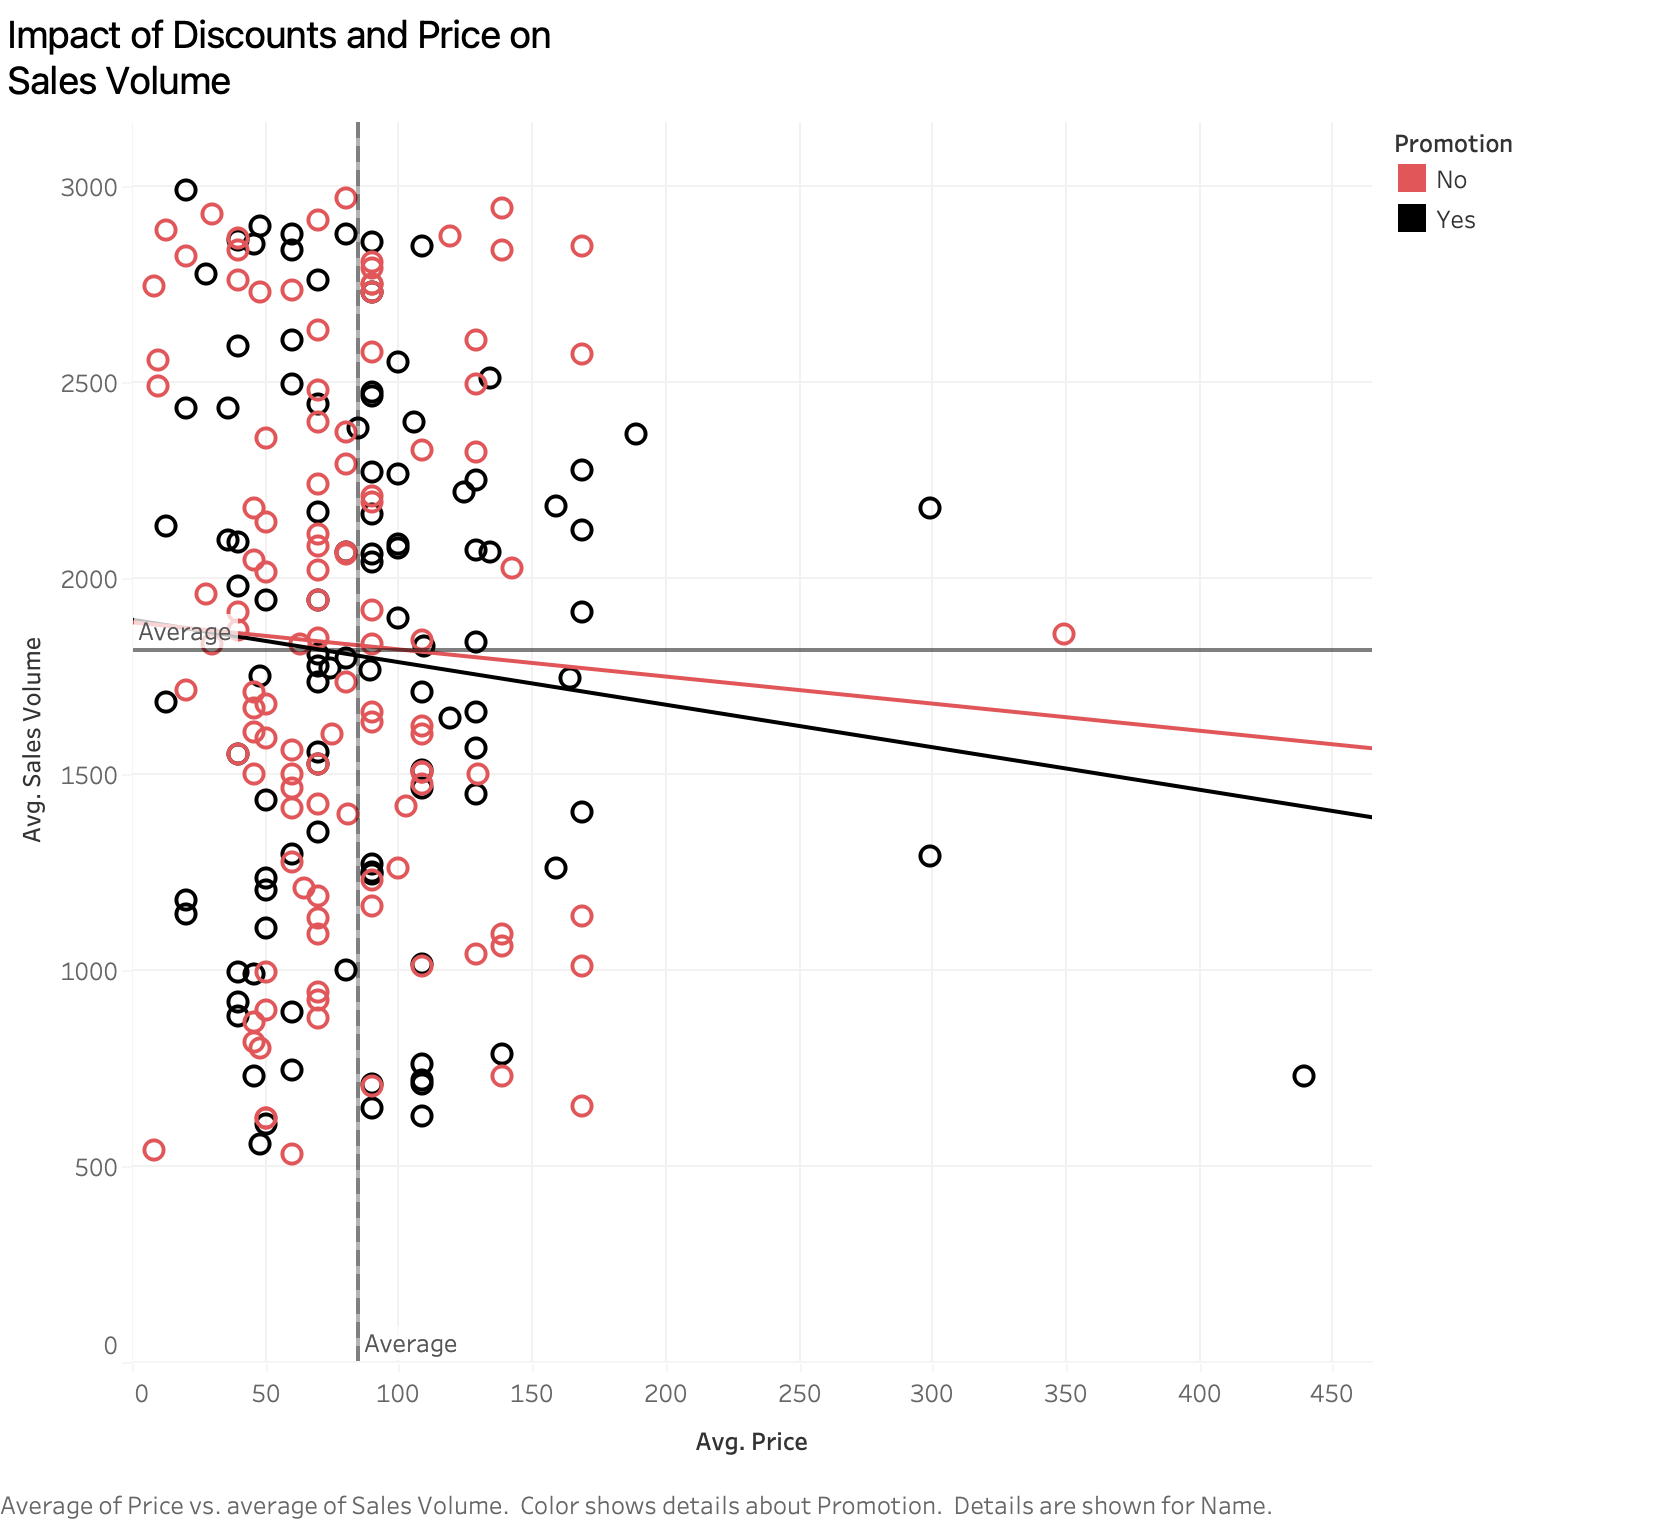 Impact of Discounts and Price on
Sales Volume
Promotion
No
Yes
3000
2500
2000
1500
1000
500
0
Avg. Sales Volume
Average
Average
0 50 100 150 200 250 300 350 400 450
Avg. Price
Average of Price vs. average of Sales Volume. Color shows details about Promotion. Details are shown for Name.